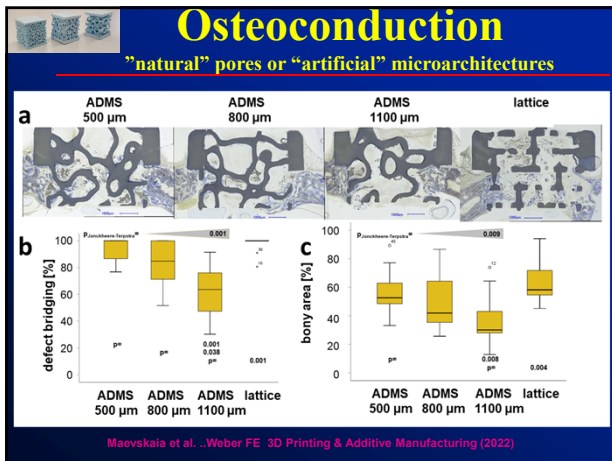 Osteoconduction
”natural” pores or “artificial” microarchitectures
ADMS
500 µm
ADMS
800 µm
ADMS
1100 µm
lattice
a
b
pJonckheere-Terpstra=
0.001
defect bridging [%]
100
80
60
40
20
0
p=
p=
0.001
0.038
p=
0.001
ADMS
500 µm
ADMS
800 µm
ADMS
1100 µm
lattice
c
pJonckheere-Terpstra=
0.009
bony area [%]
100
80
60
40
20
0
12
p=
0.008
p=
0.004
ADMS
500 µm
ADMS
800 µm
ADMS
1100 µm
lattice
Maevskaia et al. ..Weber FE 3D Printing & Additive Manufacturing (2022)